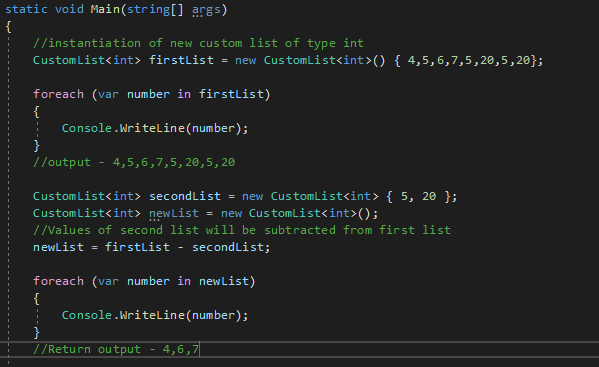 static void Main(string[] args)
{
//instantiation of new custom list of type int
CustomList<int> firstList = new CustomList<int>() { 4,5,6,7,5,20,5,20};
foreach (var number in firstList)
{
Console.WriteLine(number);
}
//output - 4,5,6,7,5,20,5,20
CustomList<int> secondList = new CustomList<int> { 5, 20 };
CustomList<int> newList = new CustomList<int>();
//Values of second list will be subtracted from first list
newList = firstList - secondList;
foreach (var number in newList)
{
Console.WriteLine(number);
}
//Return output - 4,6,7